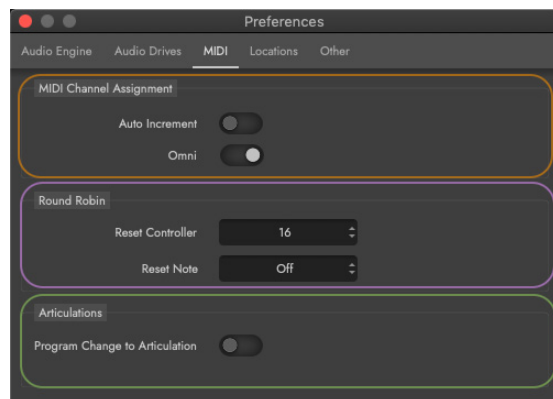 Preferences
Audio Engine Audio Drives MIDI Locations Other
MIDI Channel Assignment
Auto Increment
Omni
Round Robin
Reset Controller 16
Reset Note Off
Articulations
Program Change to Articulation